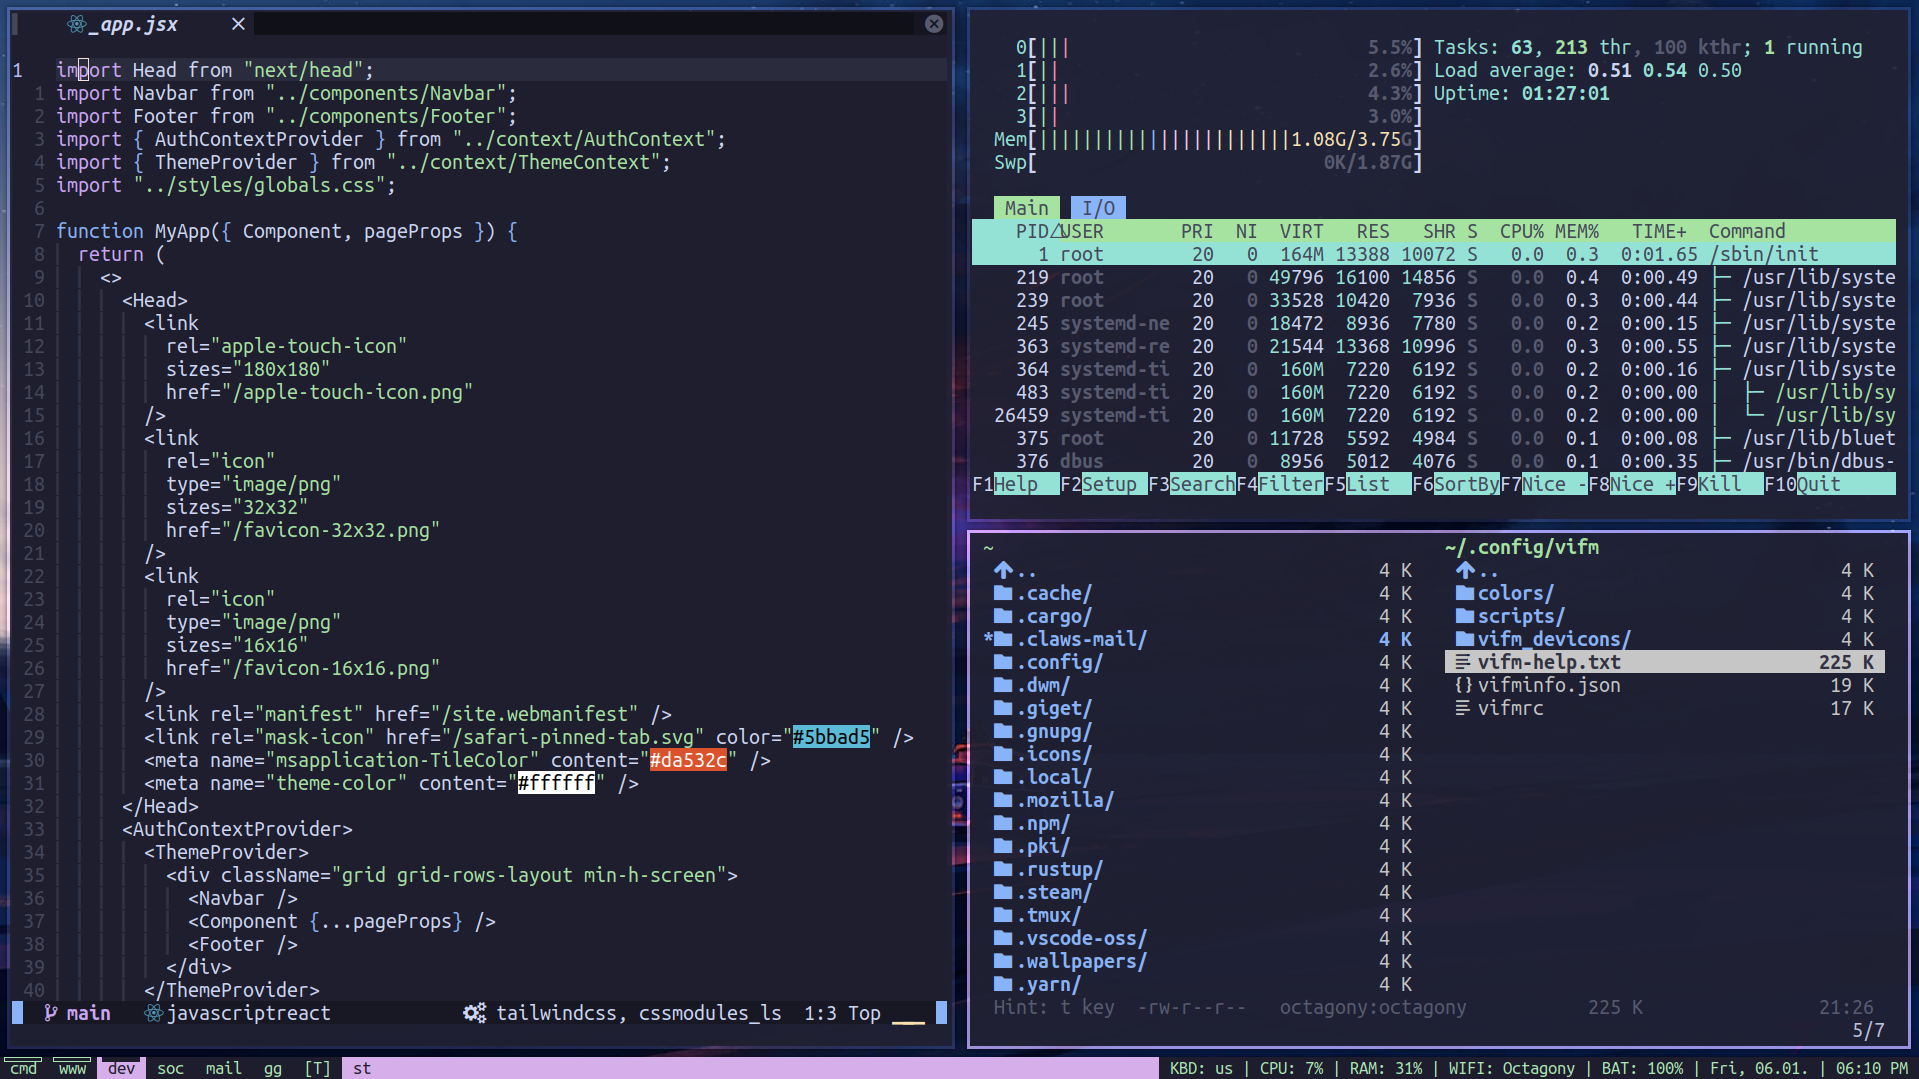 _app.jsx ×
1 import Head from "next/head";
1 import Navbar from "../components/Navbar";
2 import Footer from "../components/Footer";
3 import { AuthContextProvider } from "../context/AuthContext";
4 import { ThemeProvider } from "../context/ThemeContext";
5 import "../styles/globals.css";
6
7 function MyApp({ Component, pageProps }) {
8 return (
9 <>
10 <Head>
11 <link
12 rel="apple-touch-icon"
13 sizes="180x180"
14 href="/apple-touch-icon.png"
15 />
16 <link
17 rel="icon"
18 type="image/png"
19 sizes="32x32"
20 href="/favicon-32x32.png"
21 />
22 <link
23 rel="icon"
24 type="image/png"
25 sizes="16x16"
26 href="/favicon-16x16.png"
27 />
28 <link rel="manifest" href="/site.webmanifest" />
29 <link rel="mask-icon" href="/safari-pinned-tab.svg" color="#5bbad5" />
30 <meta name="msapplication-TileColor" content="#da532c" />
31 <meta name="theme-color" content="#ffffff" />
32 </Head>
33 <AuthContextProvider>
34 <ThemeProvider>
35 <div className="grid grid-rows-layout min-h-screen">
36 <Navbar />
37 <Component {...pageProps} />
38 <Footer />
39 </div>
40 </ThemeProvider>
main javascriptreact tailwindcss, cssmodules_ls 1:3 Top
0[||| 5.5%] Tasks: 63, 213 thr, 100 kthr; 1 running
1[|| 2.6%] Load average: 0.51 0.54 0.50
2[||| 4.3%] Uptime: 01:27:01
3[|| 3.0%]
Mem[|||||||||||||||||||||||1.08G/3.75G]
Swp[ 0K/1.87G]
Main I/O
PID△USER PRI NI VIRT RES SHR S CPU% MEM% TIME+ Command
1 root 20 0 164M 13388 10072 S 0.0 0.3 0:01.65 /sbin/init
219 root 20 0 49796 16100 14856 S 0.0 0.4 0:00.49 ├─ /usr/lib/syste
239 root 20 0 33528 10420 7936 S 0.0 0.3 0:00.44 ├─ /usr/lib/syste
245 systemd-ne 20 0 18472 8936 7780 S 0.0 0.2 0:00.15 ├─ /usr/lib/syste
363 systemd-re 20 0 21544 13368 10996 S 0.0 0.3 0:00.55 ├─ /usr/lib/syste
364 systemd-ti 20 0 160M 7220 6192 S 0.0 0.2 0:00.16 ├─ /usr/lib/syste
483 systemd-ti 20 0 160M 7220 6192 S 0.0 0.2 0:00.00 │ ├─ /usr/lib/sy
26459 systemd-ti 20 0 160M 7220 6192 S 0.0 0.2 0:00.00 │ └─ /usr/lib/sy
375 root 20 0 11728 5592 4984 S 0.0 0.1 0:00.08 ├─ /usr/lib/bluet
376 dbus 20 0 8956 5012 4076 S 0.0 0.1 0:00.35 ├─ /usr/bin/dbus-
F1Help F2Setup F3SearchF4FilterF5List F6SortByF7Nice -F8Nice +F9Kill F10Quit
~
.. 4 K
.cache/ 4 K
.cargo/ 4 K
*.claws-mail/ 4 K
.config/ 4 K
.dwm/ 4 K
.giget/ 4 K
.gnupg/ 4 K
.icons/ 4 K
.local/ 4 K
.mozilla/ 4 K
.npm/ 4 K
.pki/ 4 K
.rustup/ 4 K
.steam/ 4 K
.tmux/ 4 K
.vscode-oss/ 4 K
.wallpapers/ 4 K
.yarn/ 4 K
~/.config/vifm
.. 4 K
colors/ 4 K
scripts/ 4 K
vifm_devicons/ 4 K
vifm-help.txt 225 K
{} vifminfo.json 19 K
vifmrc 17 K
Hint: t key -rw-r--r-- octagony:octagony 225 K 21:26
5/7
cmd www dev soc mail gg [T] st KBD: us | CPU: 7% | RAM: 31% | WIFI: Octagony | BAT: 100% | Fri, 06.01. | 06:10 PM